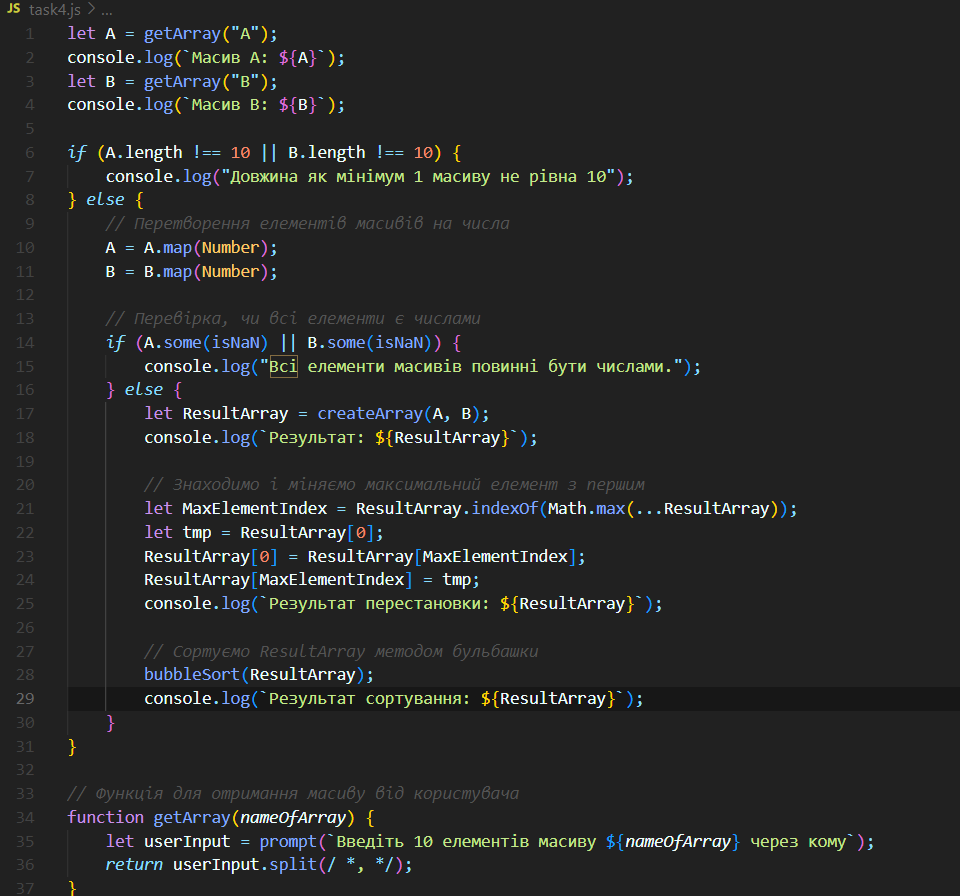 JS task4.js > ...
1 let A = getArray("A");
2 console.log(`Масив A: ${A}`);
3 let B = getArray("B");
4 console.log(`Масив B: ${B}`);
5
6 if (A.length !== 10 || B.length !== 10) {
7 console.log("Довжина як мінімум 1 масиву не рівна 10");
8 } else {
9 // Перетворення елементів масивів на числа
10 A = A.map(Number);
11 B = B.map(Number);
12
13 // Перевірка, чи всі елементи є числами
14 if (A.some(isNaN) || B.some(isNaN)) {
15 console.log("Всі елементи масивів повинні бути числами.");
16 } else {
17 let ResultArray = createArray(A, B);
18 console.log(`Результат: ${ResultArray}`);
19
20 // Знаходимо і міняємо максимальний елемент з першим
21 let MaxElementIndex = ResultArray.indexOf(Math.max(...ResultArray));
22 let tmp = ResultArray[0];
23 ResultArray[0] = ResultArray[MaxElementIndex];
24 ResultArray[MaxElementIndex] = tmp;
25 console.log(`Результат перестановки: ${ResultArray}`);
26
27 // Сортуємо ResultArray методом бульбашки
28 bubbleSort(ResultArray);
29 console.log(`Результат сортування: ${ResultArray}`);
30 }
31 }
32
33 // Функція для отримання масиву від користувача
34 function getArray(nameOfArray) {
35 let userInput = prompt(`Введіть 10 елементів масиву ${nameOfArray} через кому`);
36 return userInput.split(/ *, */);
37 }